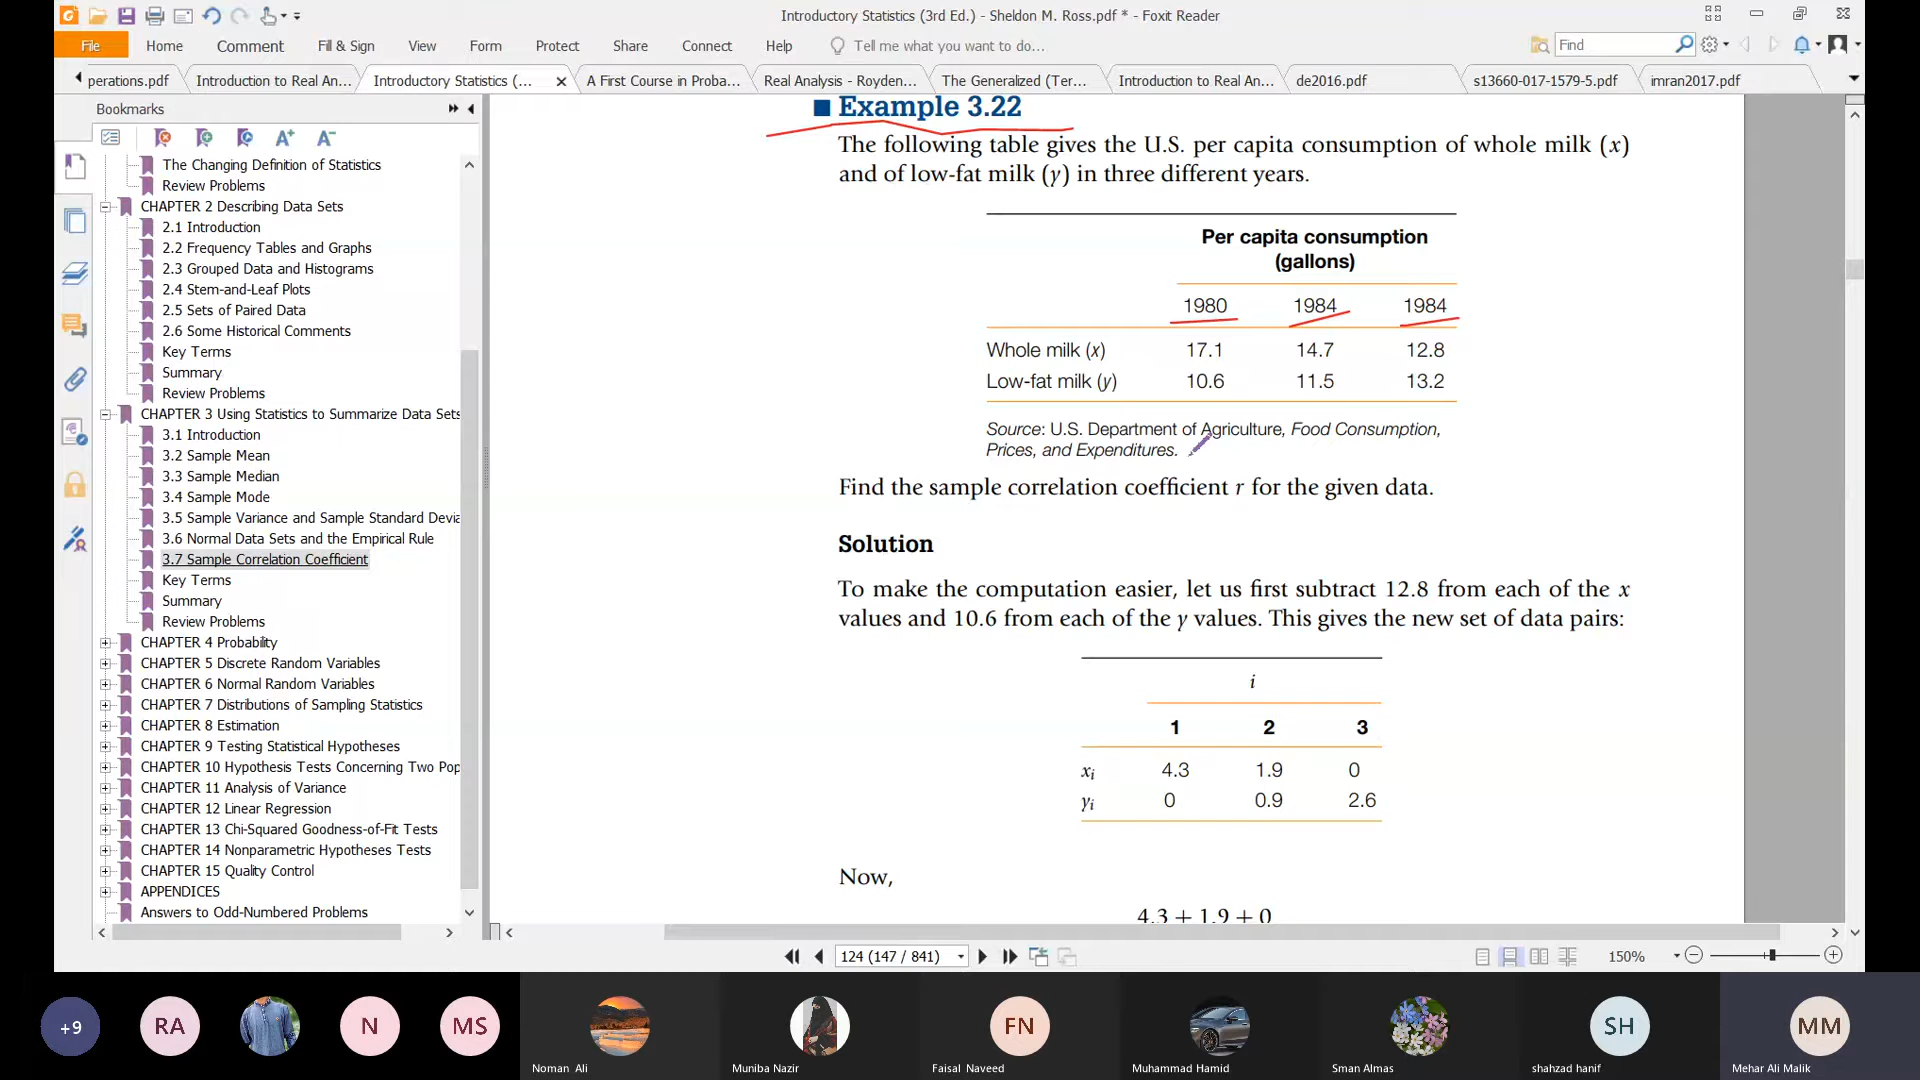 Introductory Statistics (3rd Ed.) - Sheldon M. Ross.pdf * - Foxit Reader
File Home Comment Fill & Sign View Form Protect Share Connect Help Tell me what you want to do... Find
perations.pdf Introduction to Real An... Introductory Statistics (... A First Course in Proba... Real Analysis - Royden... The Generalized (Ter... Introduction to Real An... de2016.pdf s13660-017-1579-5.pdf imran2017.pdf
Bookmarks
The Changing Definition of Statistics
Review Problems
CHAPTER 2 Describing Data Sets
2.1 Introduction
2.2 Frequency Tables and Graphs
2.3 Grouped Data and Histograms
2.4 Stem-and-Leaf Plots
2.5 Sets of Paired Data
2.6 Some Historical Comments
Key Terms
Summary
Review Problems
CHAPTER 3 Using Statistics to Summarize Data Sets
3.1 Introduction
3.2 Sample Mean
3.3 Sample Median
3.4 Sample Mode
3.5 Sample Variance and Sample Standard Devia
3.6 Normal Data Sets and the Empirical Rule
3.7 Sample Correlation Coefficient
Key Terms
Summary
Review Problems
CHAPTER 4 Probability
CHAPTER 5 Discrete Random Variables
CHAPTER 6 Normal Random Variables
CHAPTER 7 Distributions of Sampling Statistics
CHAPTER 8 Estimation
CHAPTER 9 Testing Statistical Hypotheses
CHAPTER 10 Hypothesis Tests Concerning Two Pop
CHAPTER 11 Analysis of Variance
CHAPTER 12 Linear Regression
CHAPTER 13 Chi-Squared Goodness-of-Fit Tests
CHAPTER 14 Nonparametric Hypotheses Tests
CHAPTER 15 Quality Control
APPENDICES
Answers to Odd-Numbered Problems
■ Example 3.22
The following table gives the U.S. per capita consumption of whole milk (x)
and of low-fat milk (y) in three different years.
Per capita consumption
(gallons)
1980 1984 1984
Whole milk (x) 17.1 14.7 12.8
Low-fat milk (y) 10.6 11.5 13.2
Source: U.S. Department of Agriculture, Food Consumption,
Prices, and Expenditures.
Find the sample correlation coefficient r for the given data.
Solution
To make the computation easier, let us first subtract 12.8 from each of the x
values and 10.6 from each of the y values. This gives the new set of data pairs:
i
1 2 3
xi 4.3 1.9 0
yi 0 0.9 2.6
Now,
4.3 + 1.9 + 0
124 (147 / 841) 150%
+9 RA N MS FN SH MM
Noman Ali Muniba Nazir Faisal Naveed Muhammad Hamid Sman Almas shahzad hanif Mehar Ali Malik